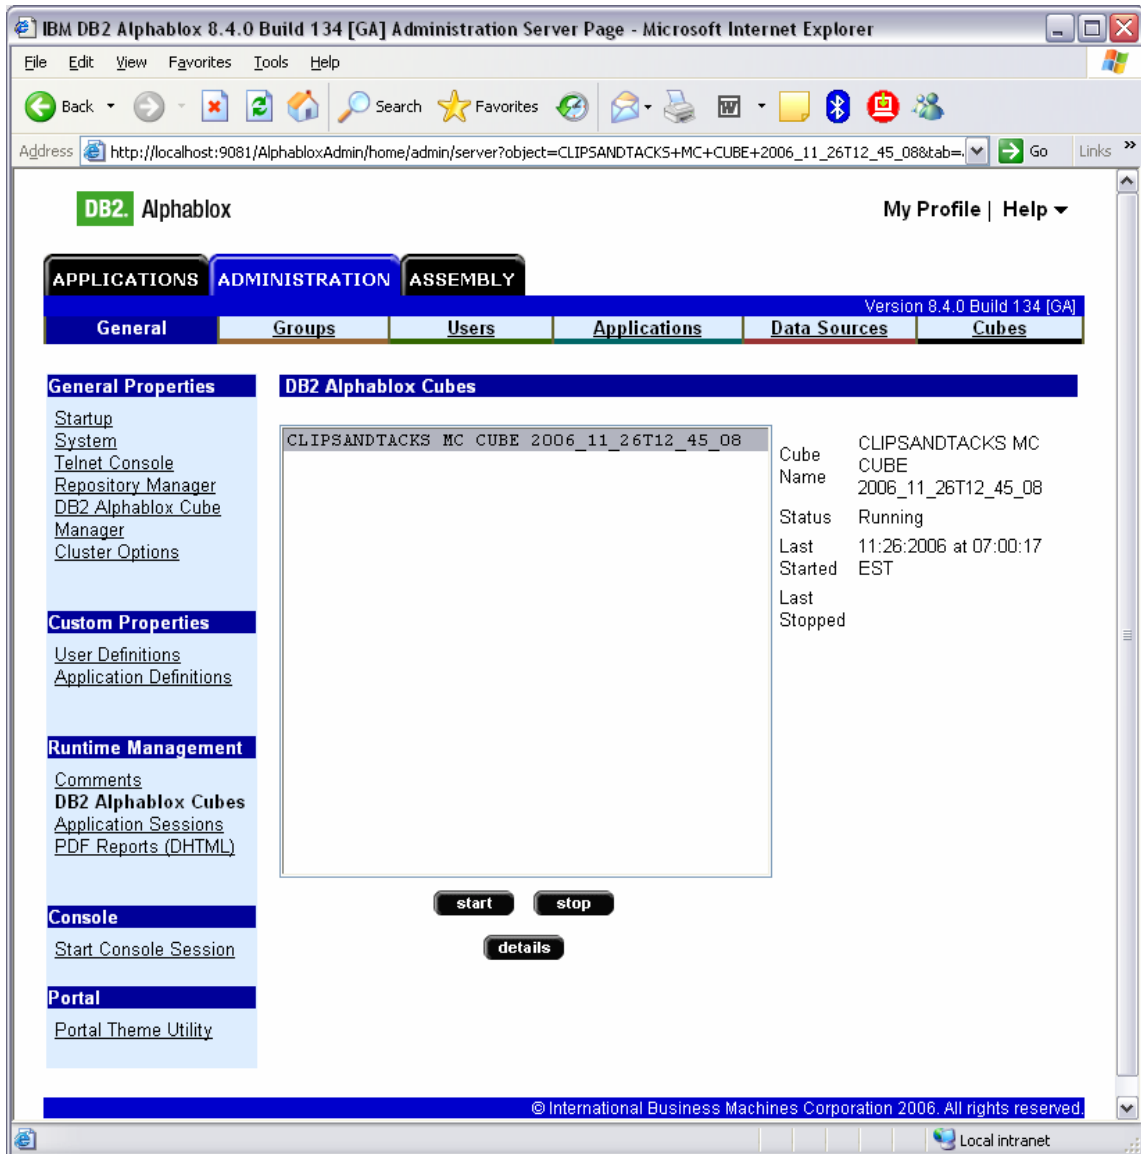 IBM DB2 Alphablox 8.4.0 Build 134 [GA] Administration Server Page - Microsoft Internet Explorer
File Edit View Favorites Tools Help
Back Search Favorites
Address http://localhost:9081/AlphabloxAdmin/home/admin/server?object=CLIPSANDTACKS+MC+CUBE+2006_11_26T12_45_08&tab= Go Links »
DB2. Alphablox
My Profile | Help
APPLICATIONS ADMINISTRATION ASSEMBLY
Version 8.4.0 Build 134 [GA]
General Groups Users Applications Data Sources Cubes
General Properties
Startup
System
Telnet Console
Repository Manager
DB2 Alphablox Cube
Manager
Cluster Options
Custom Properties
User Definitions
Application Definitions
Runtime Management
Comments
DB2 Alphablox Cubes
Application Sessions
PDF Reports (DHTML)
Console
Start Console Session
Portal
Portal Theme Utility
DB2 Alphablox Cubes
CLIPSANDTACKS MC CUBE 2006_11_26T12_45_08
Cube
Name
CLIPSANDTACKS MC
CUBE
2006_11_26T12_45_08
Status Running
Last
Started
11:26:2006 at 07:00:17
EST
Last
Stopped
start stop
details
© International Business Machines Corporation 2006. All rights reserved.
Local intranet